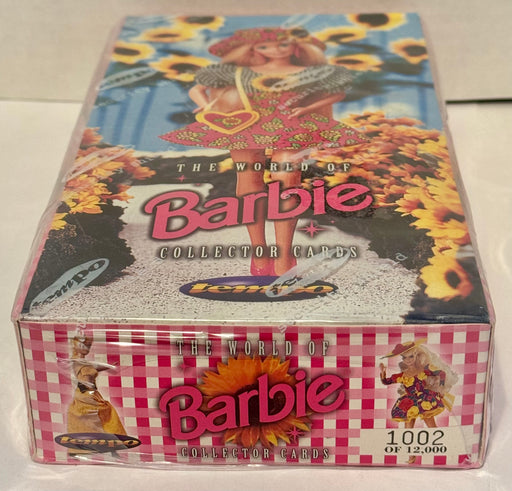 THE WORLD OF
Barbie
COLLECTOR CARDS
tempo
tempo
THE WORLD OF
Barbie
COLLECTOR CARDS
tempo
1002
OF 12,000